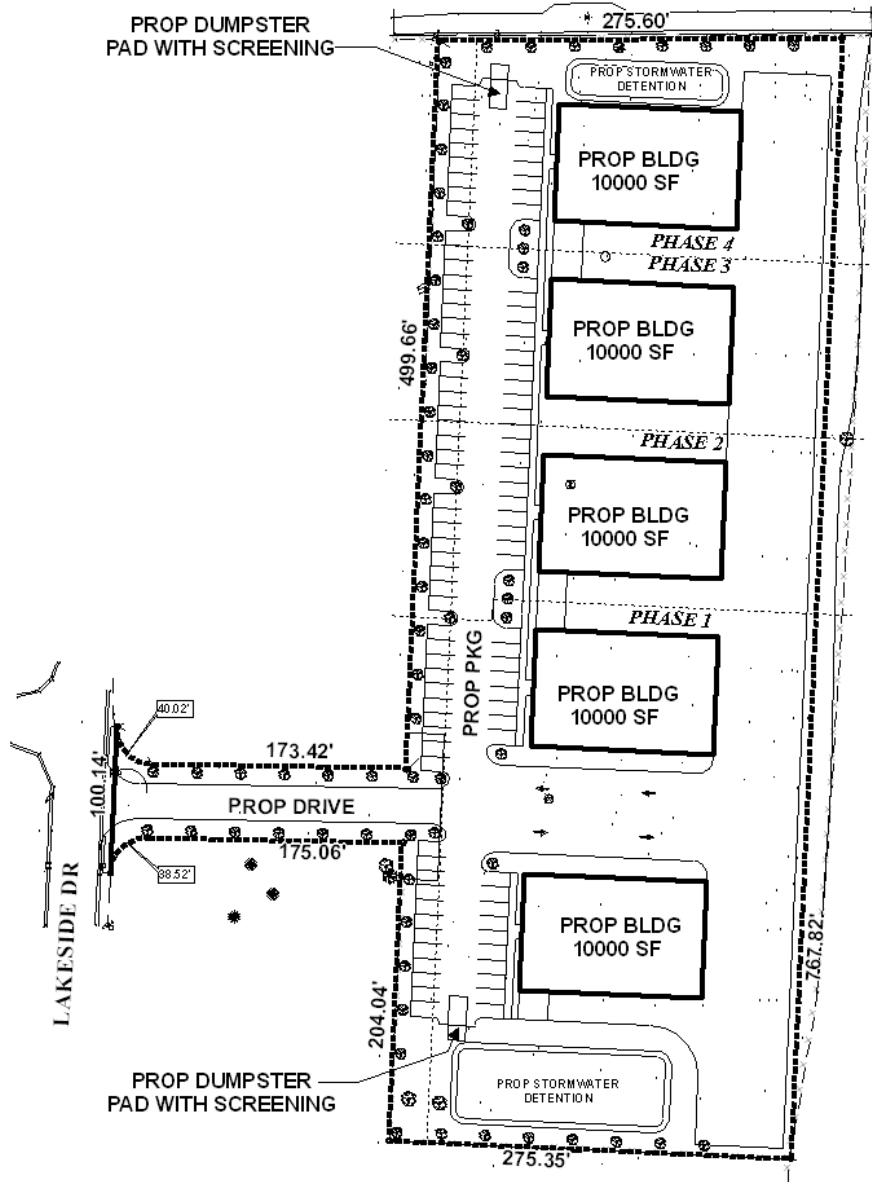 PROP DUMPSTER
PAD WITH SCREENING
275.60'
PROP STORMWATER
DETENTION
PROP BLDG
10000 SF
PHASE 4
PHASE 3
PROP BLDG
10000 SF
499.66'
PHASE 2
PROP BLDG
10000 SF
PHASE 1
PROP PKG
PROP BLDG
10000 SF
40.02'
173.42'
100.14'
PROP DRIVE
175.06'
38.52'
LAKESIDE DR
PROP BLDG
10000 SF
767.82'
204.04'
PROP DUMPSTER
PAD WITH SCREENING
PROP STORMWATER
DETENTION
275.35'